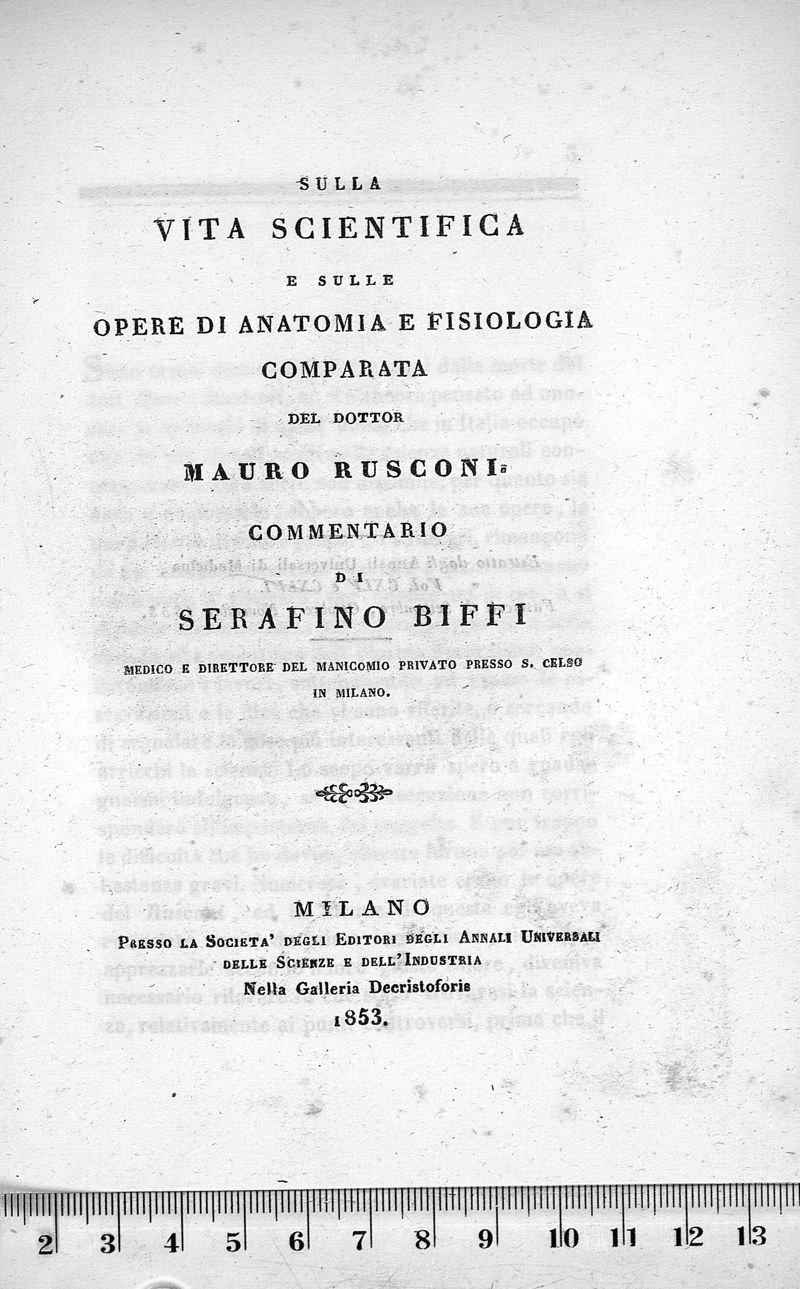 SULLA
VITA SCIENTIFICA
E SULLE
OPERE DI ANATOMIA E FISIOLOGIA
COMPARATA
DEL DOTTOR
MAURO RUSCONI.
COMMENTARIO
DI
SERAFINO BIFFI
MEDICO E DIRETTORE DEL MANICOMIO PRIVATO PRESSO S. CELSO
IN MILANO.
MILANO
PRESSO LA SOCIETA' DEGLI EDITORI DEGLI ANNALI UNIVERSALI
DELLE SCIENZE E DELL'INDUSTRIA
Nella Galleria Decristoforis
1853.
2 3 4 5 6 7 8 9 10 11 12 13